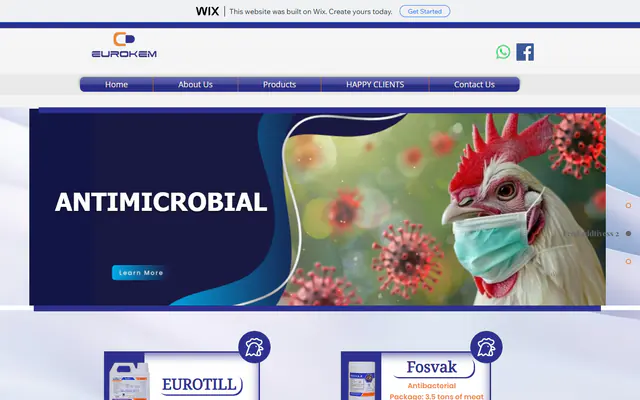 WIX
This website was built on Wix. Create yours today.
Get Started
EUROKEM
Home
About Us
Products
HAPPY CLIENTS
Contact Us
ANTIMICROBIAL
Learn More
EUROTILL
Fosvak
Antibacterial
Package: 3.5 tons of meat